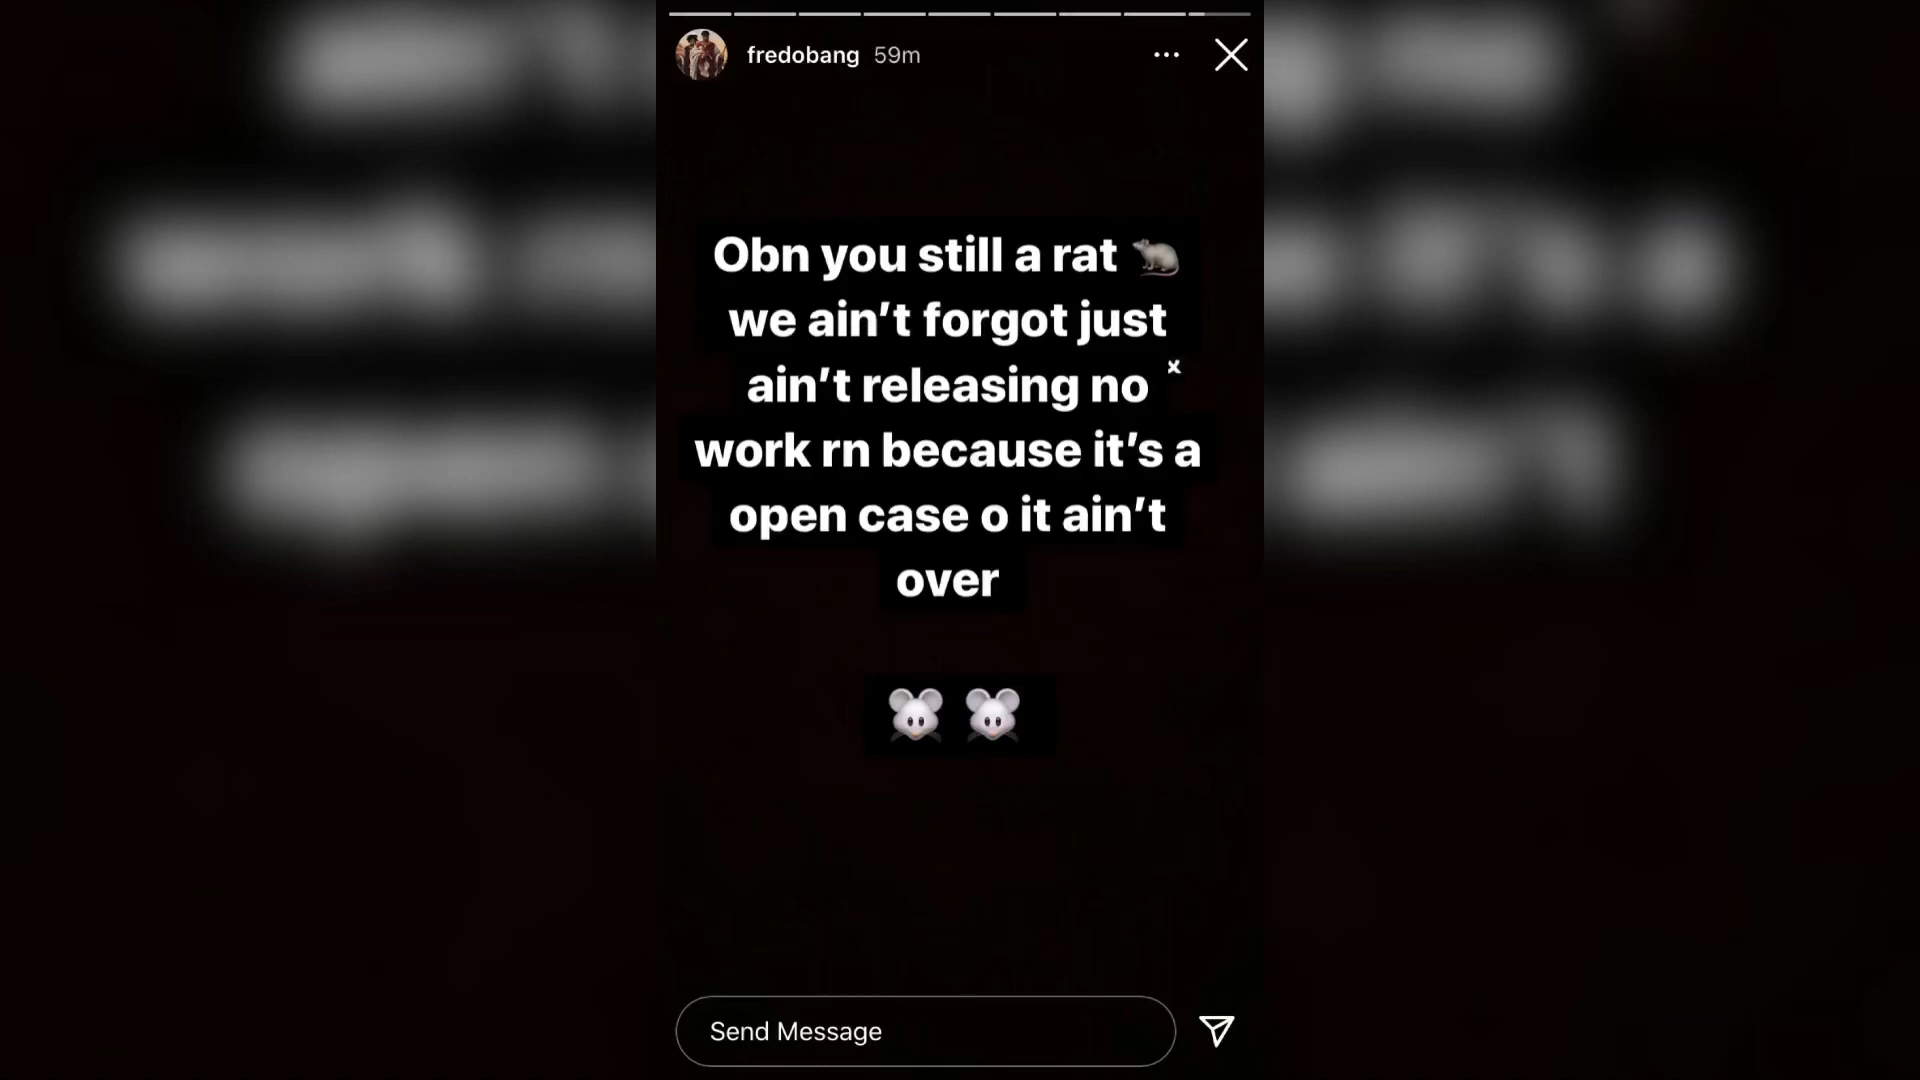 fredobang 59m
Obn you still a rat 🐀
we ain’t forgot just
ain’t releasing no
work rn because it’s a
open case o it ain’t
over
🐭 🐭
Send Message